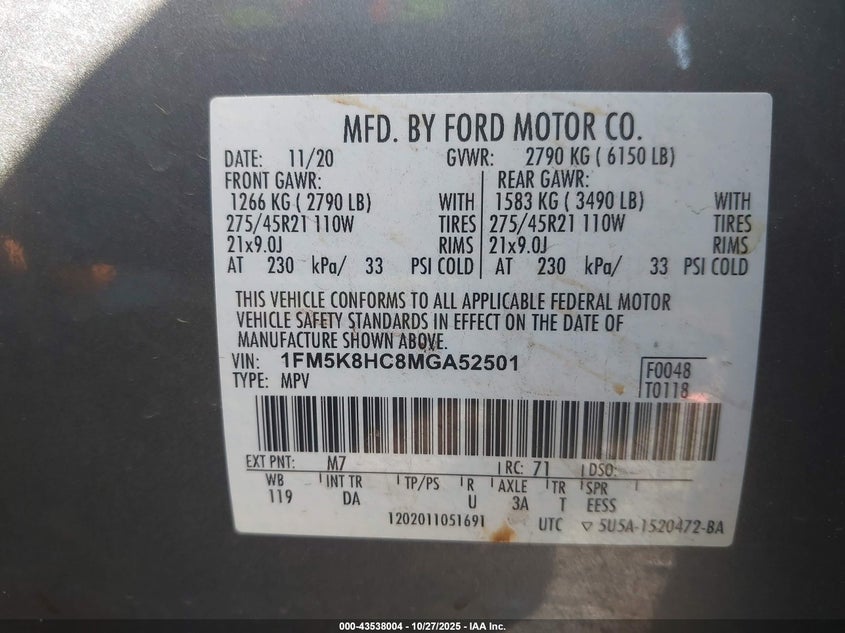 MFD. BY FORD MOTOR CO.
DATE: 11/20 GVWR: 2790 KG ( 6150 LB)
FRONT GAWR: REAR GAWR:
1266 KG ( 2790 LB) WITH 1583 KG ( 3490 LB) WITH
275/45R21 110W TIRES 275/45R21 110W TIRES
21x9.0J RIMS 21x9.0J RIMS
AT 230 kPa/ 33 PSI COLD AT 230 kPa/ 33 PSI COLD
THIS VEHICLE CONFORMS TO ALL APPLICABLE FEDERAL MOTOR
VEHICLE SAFETY STANDARDS IN EFFECT ON THE DATE OF
MANUFACTURE SHOWN ABOVE.
VIN: 1FM5K8HC8MGA52501 F0048
TYPE: MPV T0118
EXT PNT: M7 RC: 71 DSO:
WB INT TR TP/PS R AXLE TR SPR
119 DA U 3A T EESS
1202011051691 UTC ▽ 5U5A-1520472-BA
000-43538004 | 10/27/2025 - IAA Inc.